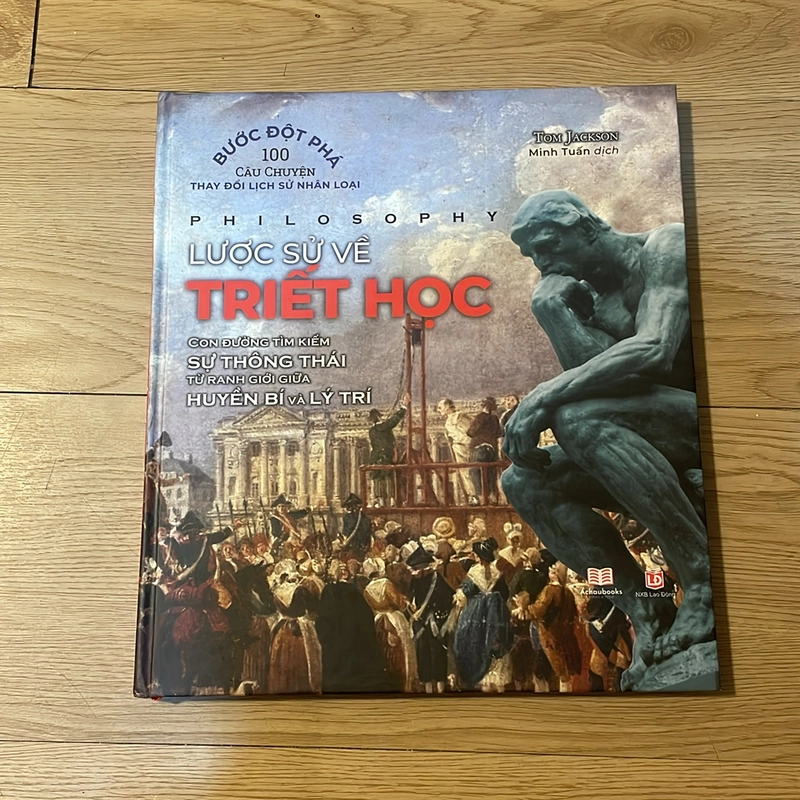 BƯỚC ĐỘT PHÁ
100
CÂU CHUYỆN
THAY ĐỔI LỊCH SỬ NHÂN LOẠI
TOM JACKSON
Minh Tuấn dịch
PHILOSOPHY
LƯỢC SỬ VỀ
TRIẾT HỌC
CON ĐƯỜNG TÌM KIẾM
SỰ THÔNG THÁI
TỪ RANH GIỚI GIỮA
HUYỀN BÍ VÀ LÝ TRÍ
Achaubooks
LĐ
NXB Lao Động